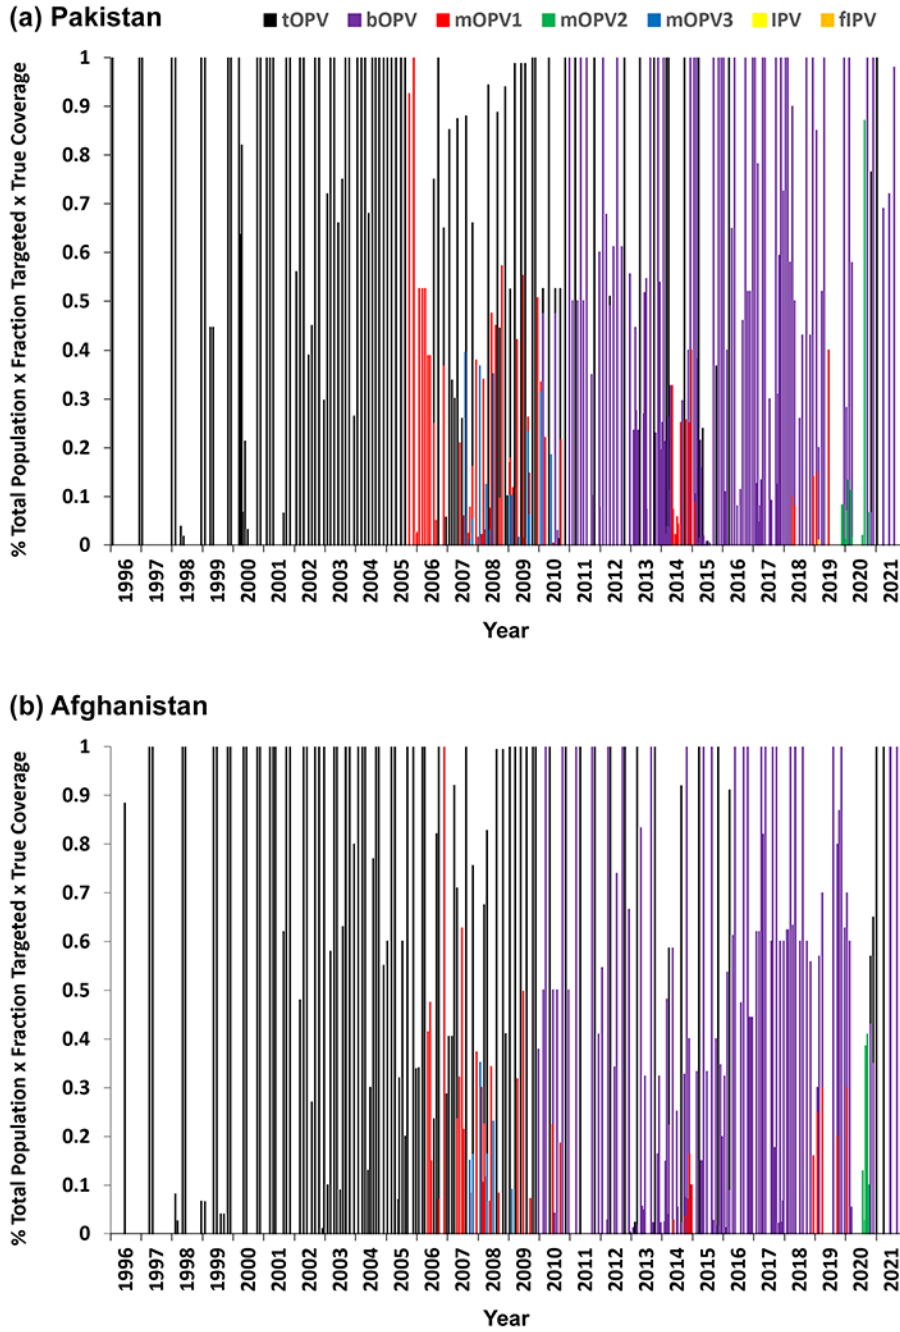 (a) Pakistan
tOPV bOPV mOPV1 mOPV2 mOPV3 IPV fIPV
% Total Population x Fraction Targeted x True Coverage
1
0.9
0.8
0.7
0.6
0.5
0.4
0.3
0.2
0.1
0
1996 1997 1998 1999 2000 2001 2002 2003 2004 2005 2006 2007 2008 2009 2010 2011 2012 2013 2014 2015 2016 2017 2018 2019 2020 2021
Year
(b) Afghanistan
% Total Population x Fraction Targeted x True Coverage
1
0.9
0.8
0.7
0.6
0.5
0.4
0.3
0.2
0.1
0
1996 1997 1998 1999 2000 2001 2002 2003 2004 2005 2006 2007 2008 2009 2010 2011 2012 2013 2014 2015 2016 2017 2018 2019 2020 2021
Year